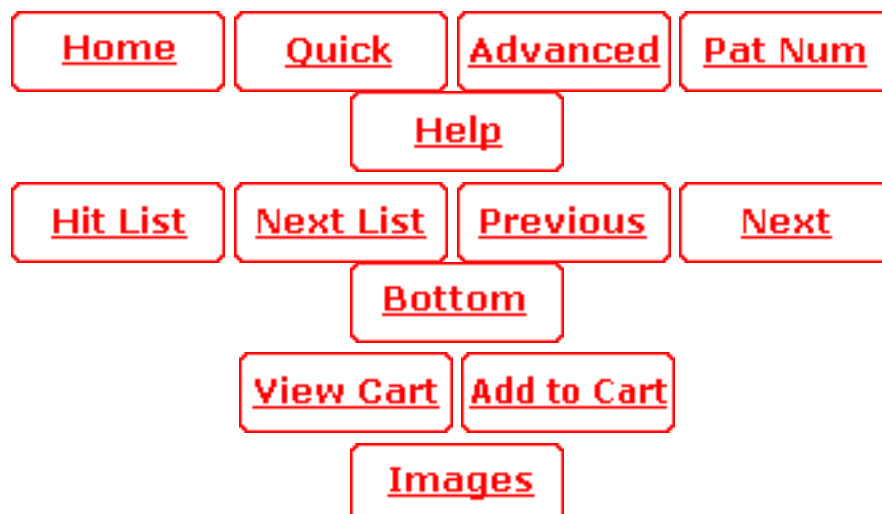 Home Quick Advanced Pat Num
Help
Hit List Next List Previous Next
Bottom
View Cart Add to Cart
Images